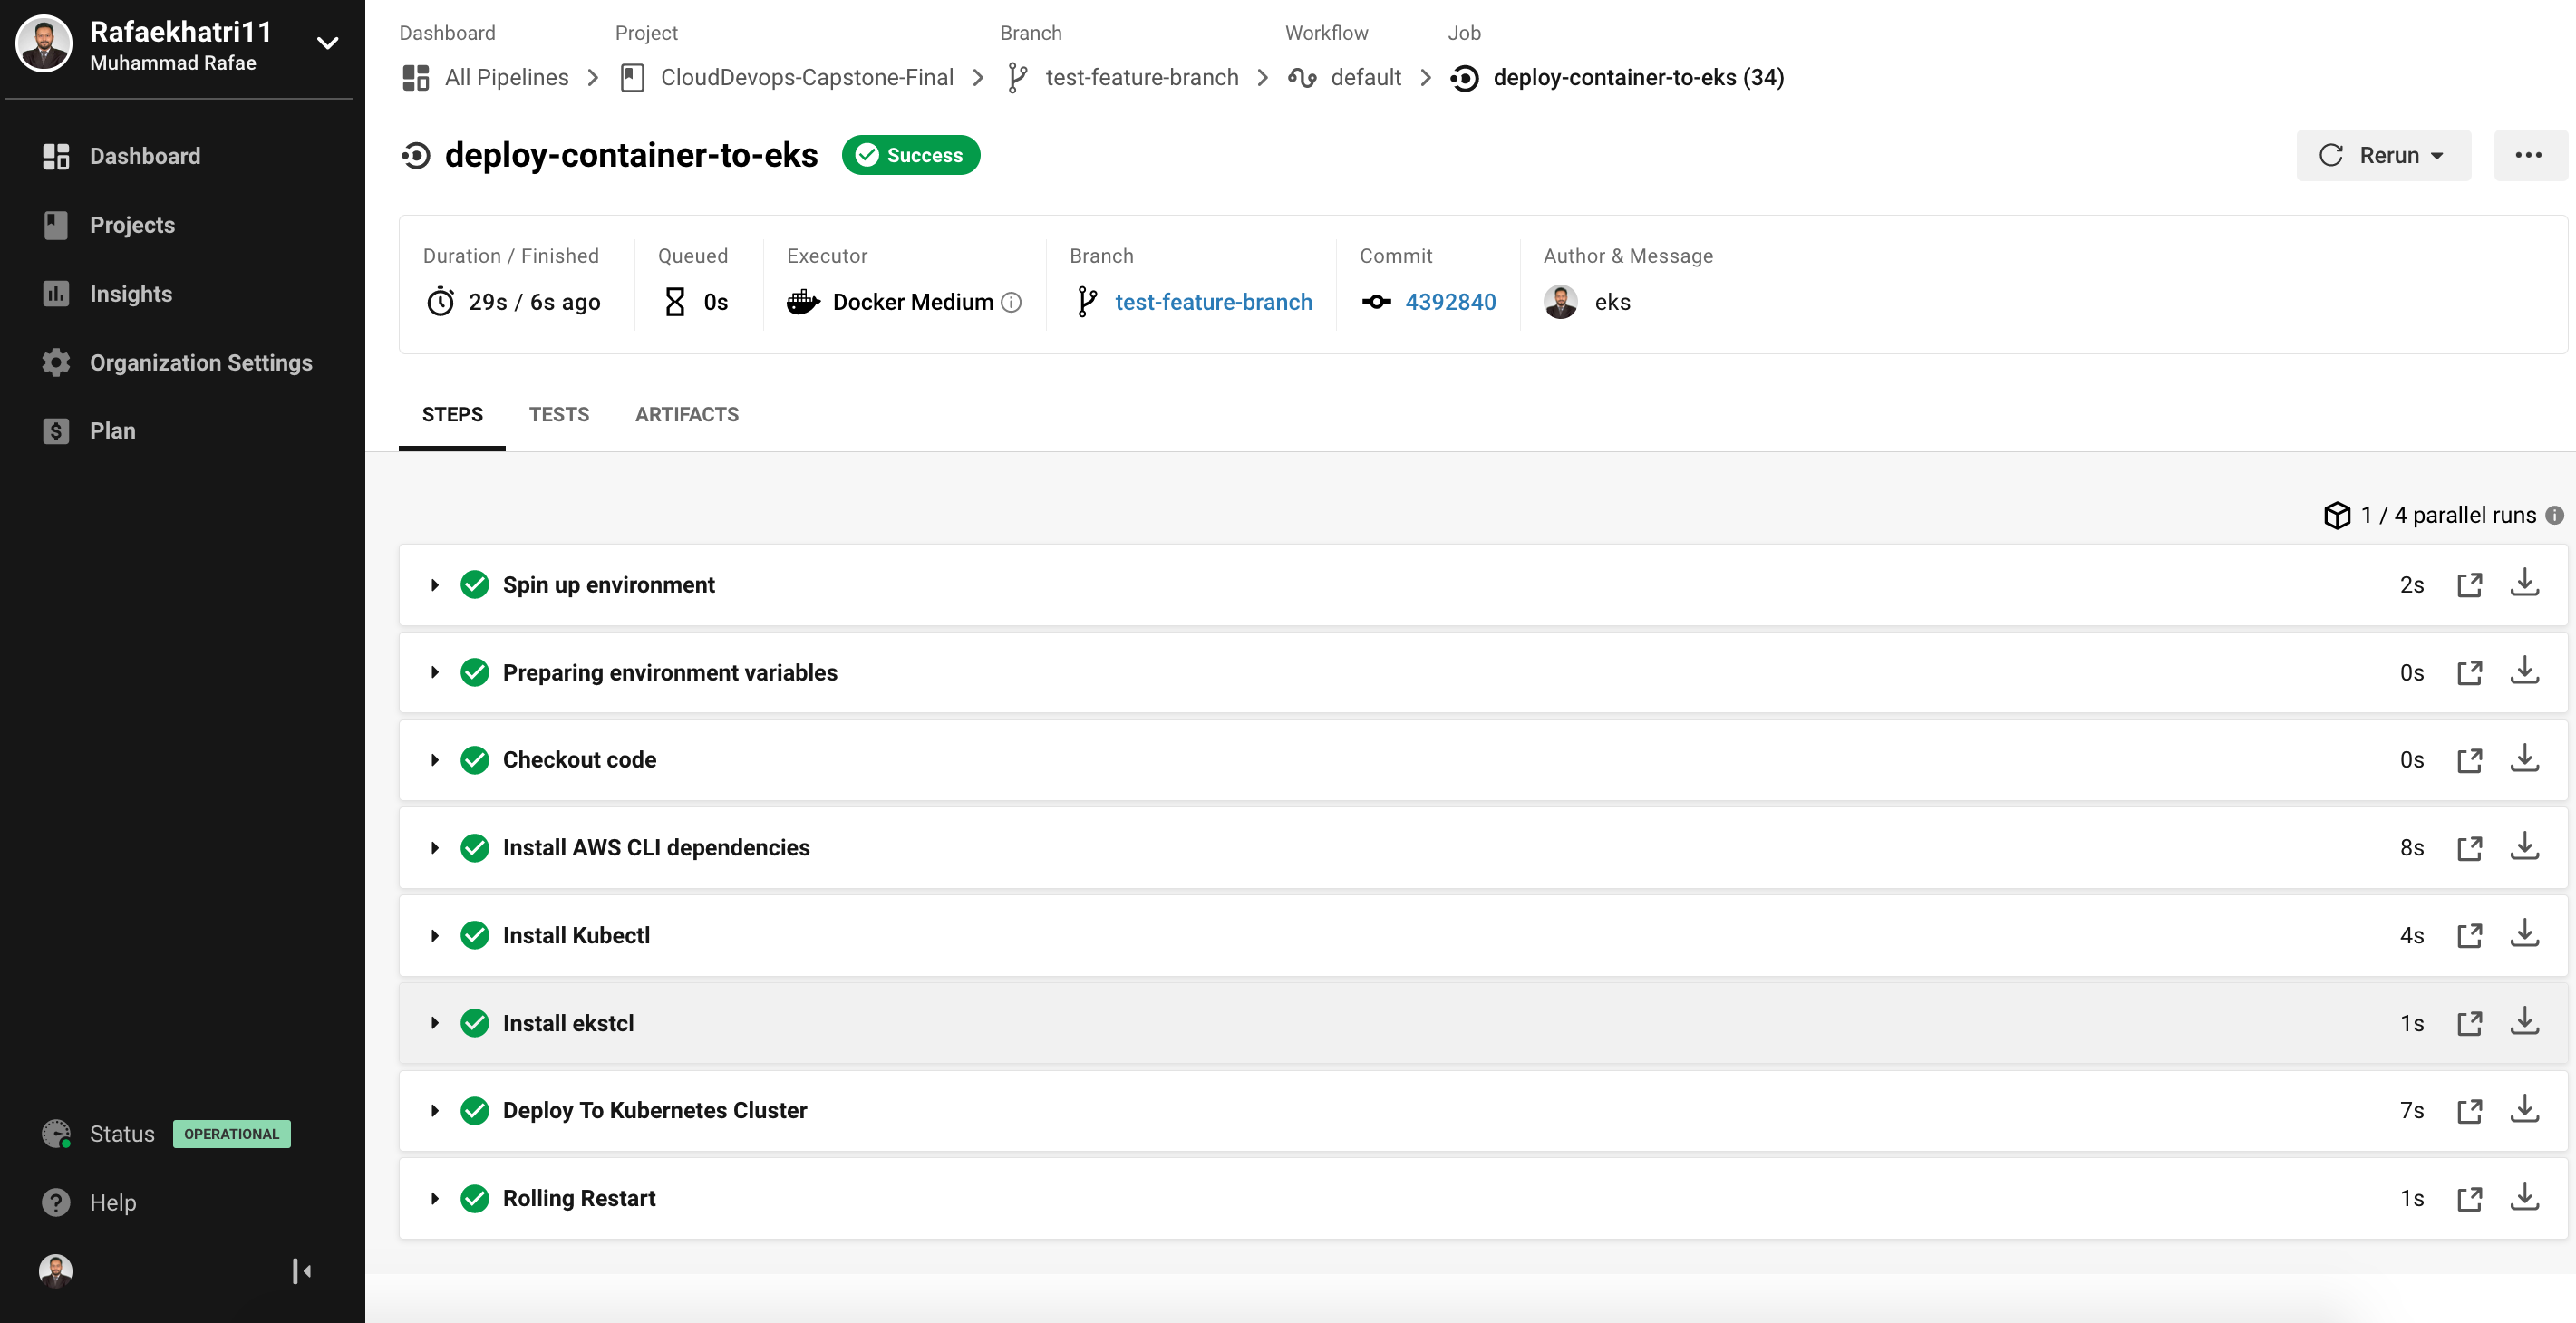 Rafaekhatri11
Muhammad Rafae
Dashboard
Projects
Insights
Organization Settings
Plan
Status OPERATIONAL
Help
Dashboard Project Branch Workflow Job
All Pipelines CloudDevops-Capstone-Final test-feature-branch default deploy-container-to-eks (34)
deploy-container-to-eks Success
Rerun
Duration / Finished Queued Executor Branch Commit Author & Message
29s / 6s ago 0s Docker Medium test-feature-branch 4392840 eks
STEPS TESTS ARTIFACTS
1 / 4 parallel runs
Spin up environment 2s
Preparing environment variables 0s
Checkout code 0s
Install AWS CLI dependencies 8s
Install Kubectl 4s
Install ekstcl 1s
Deploy To Kubernetes Cluster 7s
Rolling Restart 1s